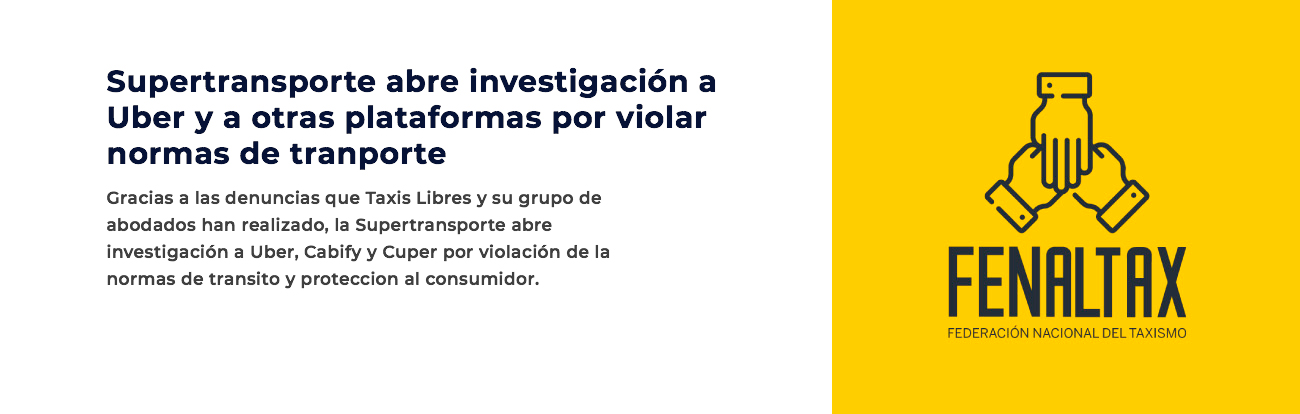 Supertransporte abre investigación a
Uber y a otras plataformas por violar
normas de tranporte
Gracias a las denuncias que Taxis Libres y su grupo de
abodados han realizado, la Supertransporte abre
investigación a Uber, Cabify y Cuper por violación de la
normas de transito y proteccion al consumidor.
FENALTAX
FEDERACIÓN NACIONAL DEL TAXISMO